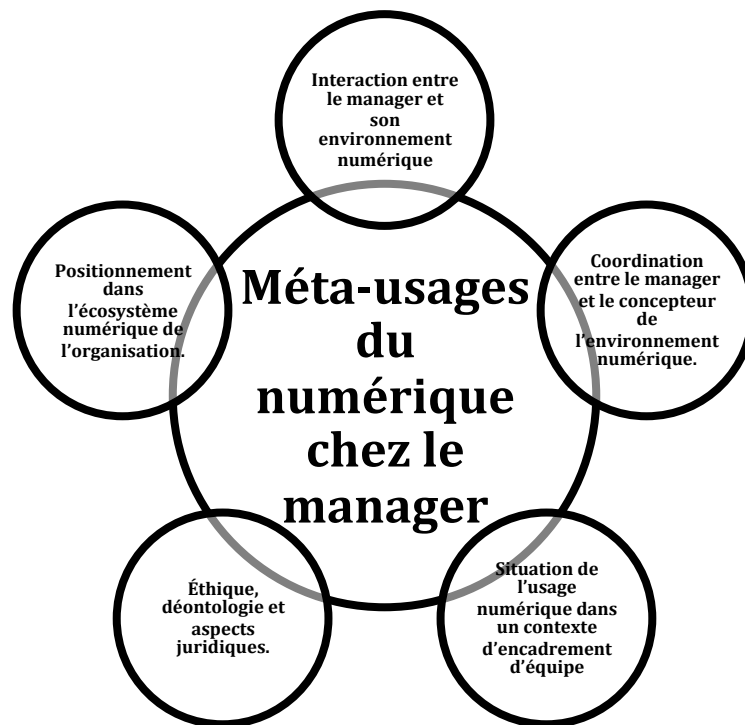 Interaction entre
le manager et
son
environnement
numérique
Positionnement
dans
l’écosystème
numérique de
l’organisation.
Méta-usages
du
numérique
chez le
manager
Coordination
entre le manager
et le concepteur
de
l’environnement
numérique.
Éthique,
déontologie et
aspects
juridiques.
Situation de
l’usage
numérique dans
un contexte
d’encadrement
d’équipe